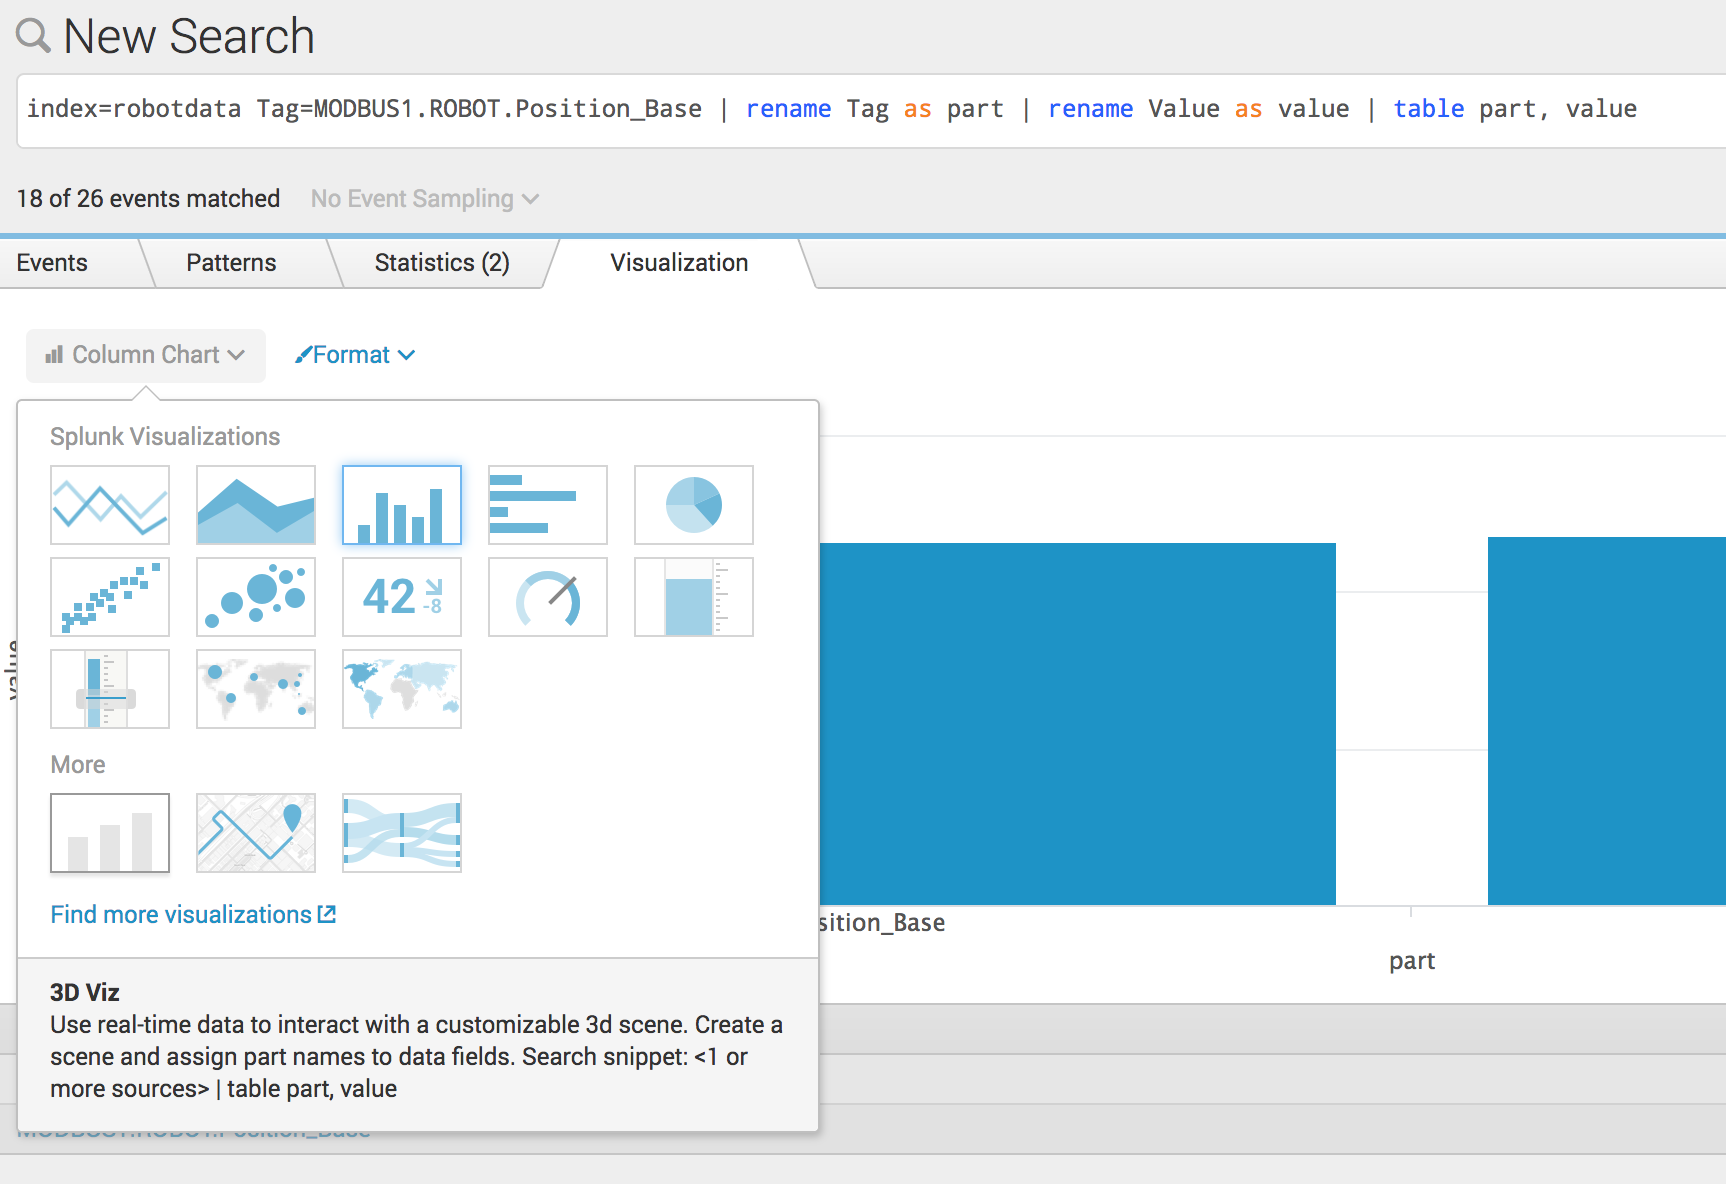 New Search
index=robotdata Tag=MODBUS1.ROBOT.Position_Base | rename Tag as part | rename Value as value | table part, value
18 of 26 events matched No Event Sampling
Events Patterns Statistics (2) Visualization
Column Chart Format
Splunk Visualizations
42 -8
value
More
Find more visualizations
sition_Base
part
3D Viz
Use real-time data to interact with a customizable 3d scene. Create a
scene and assign part names to data fields. Search snippet: <1 or
more sources> | table part, value
MODBUS1.ROBOT.Position_Base